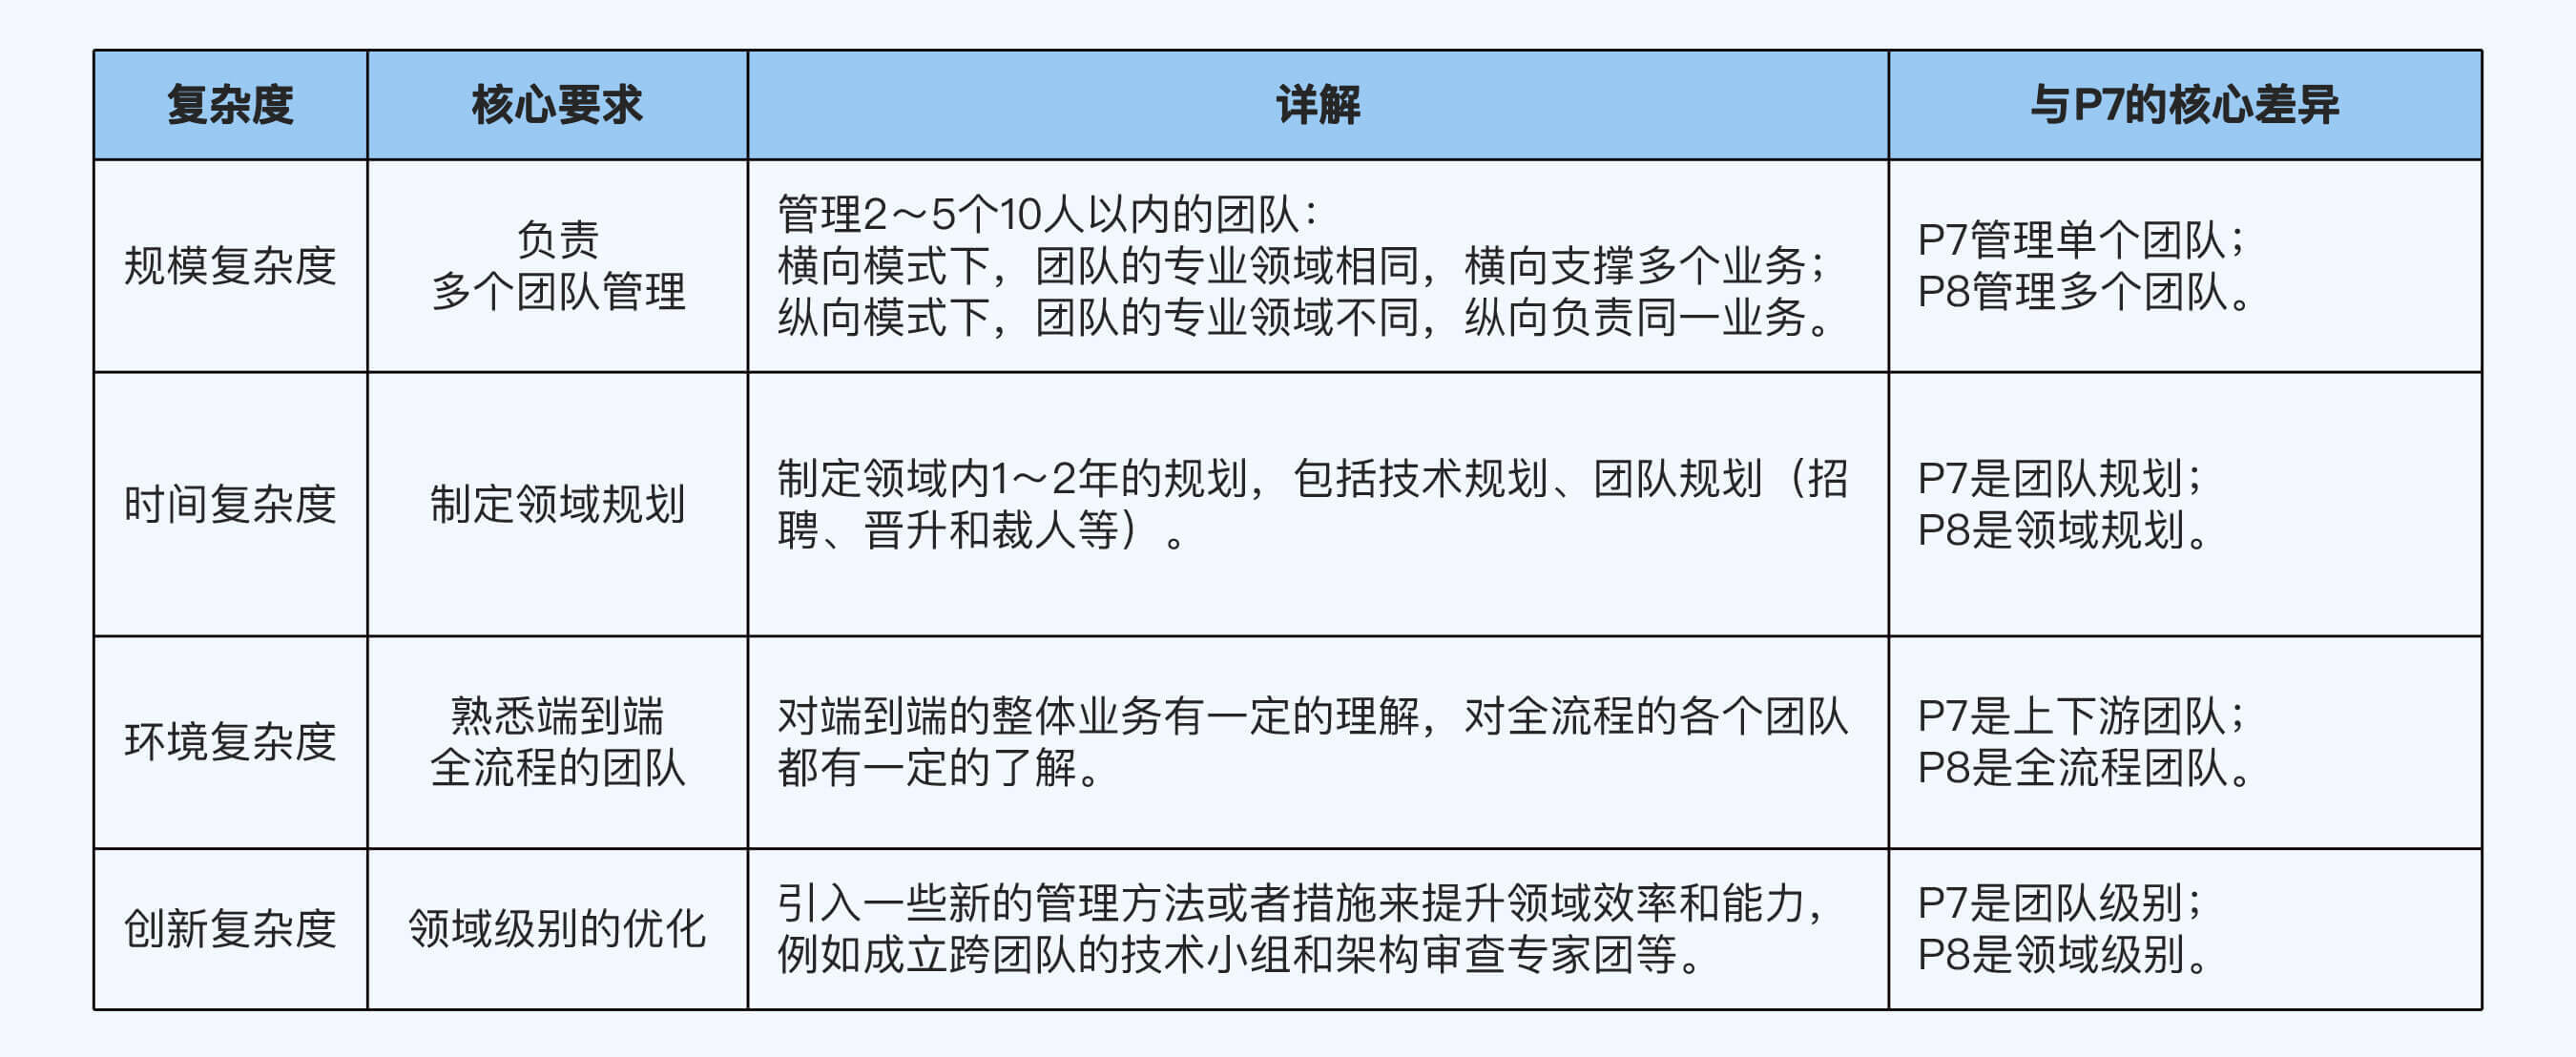 复杂度
核心要求
详解
与P7的核心差异
规模复杂度
负责
多个团队管理
管理2～5个10人以内的团队：
横向模式下，团队的专业领域相同，横向支撑多个业务；
纵向模式下，团队的专业领域不同，纵向负责同一业务。
P7管理单个团队；
P8管理多个团队。
时间复杂度
制定领域规划
制定领域内1～2年的规划，包括技术规划、团队规划（招
聘、晋升和裁人等）。
P7是团队规划；
P8是领域规划。
环境复杂度
熟悉端到端
全流程的团队
对端到端的整体业务有一定的理解，对全流程的各个团队
都有一定的了解。
P7是上下游团队；
P8是全流程团队。
创新复杂度
领域级别的优化
引入一些新的管理方法或者措施来提升领域效率和能力，
例如成立跨团队的技术小组和架构审查专家团等。
P7是团队级别；
P8是领域级别。